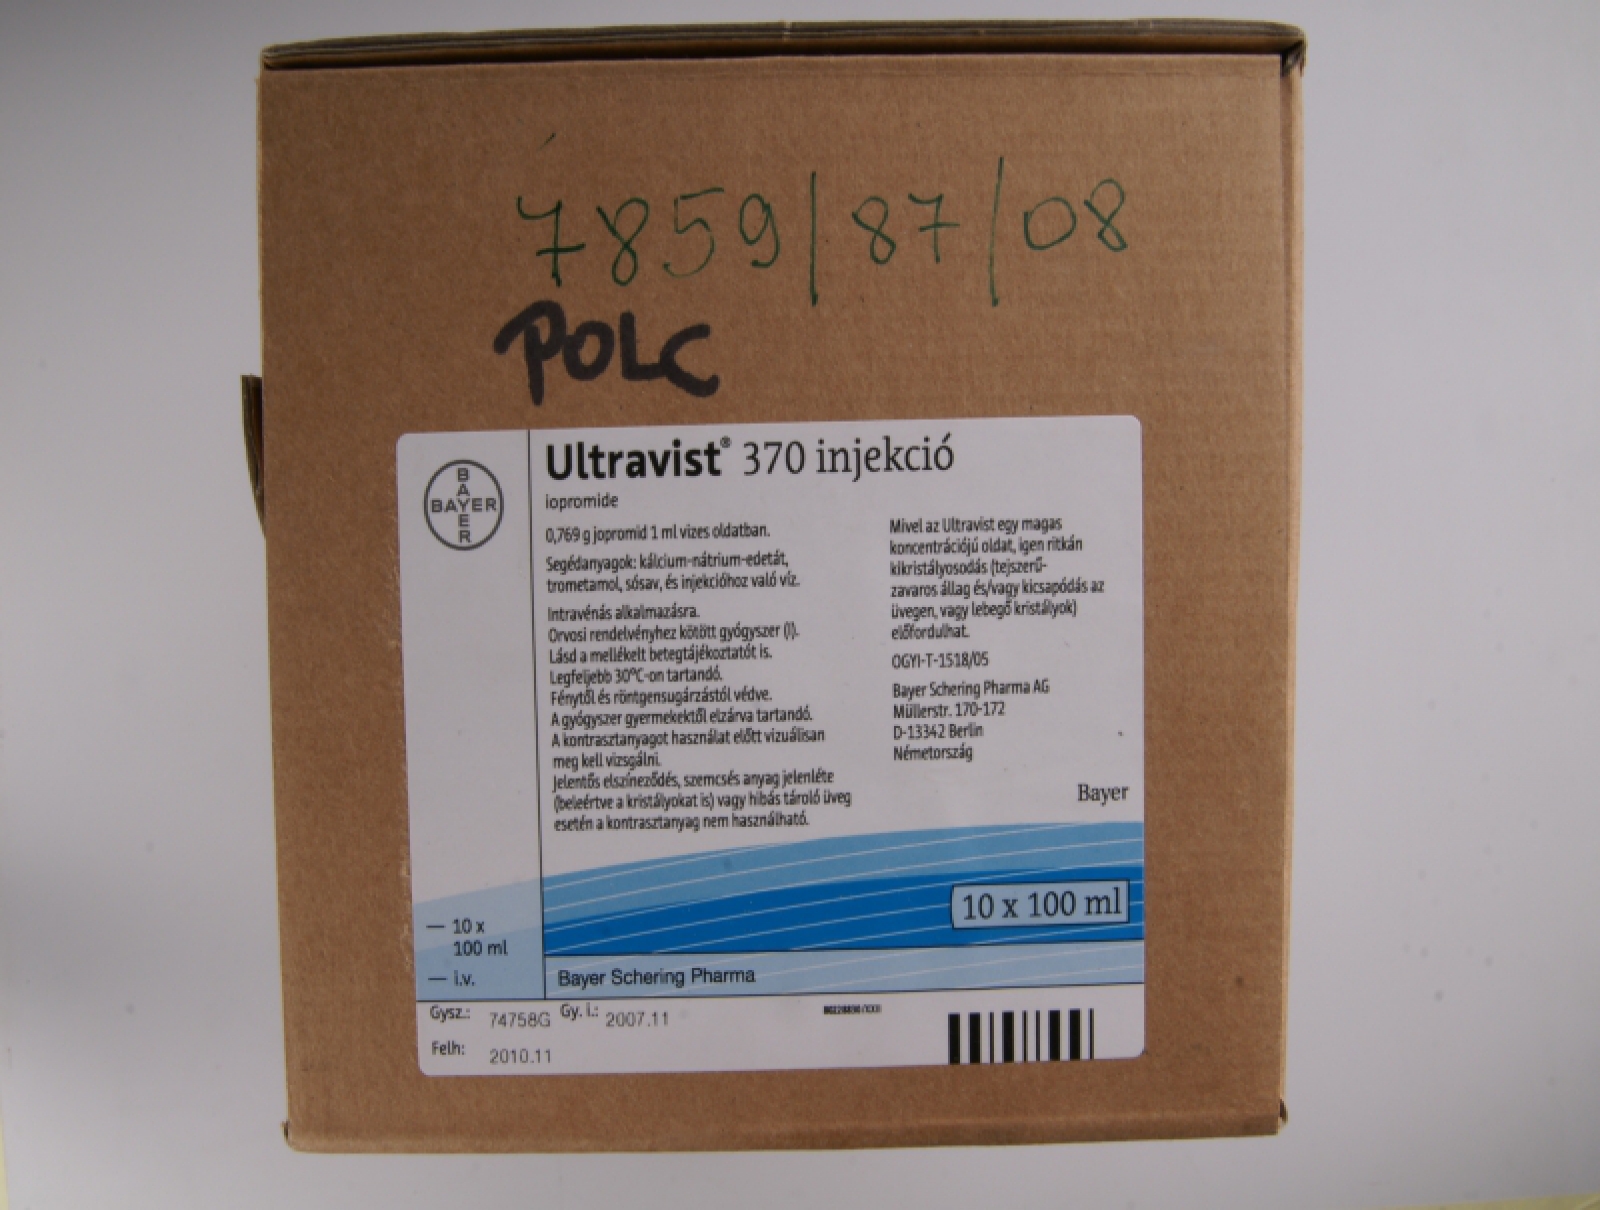 7859/87/08
POLC
BAYER
BAYER
Ultravist® 370 injekció
iopromide
0,769 g jopromid 1 ml vizes oldatban.
Segédanyagok: kálcium-nátrium-edetát,
trometamol, sósav, és injekcióhoz való víz.
Intravénás alkalmazásra.
Orvosi rendelvényhez kötött gyógyszer (I).
Lásd a mellékelt betegtájékoztatót is.
Legfeljebb 30°C-on tartandó.
Fénytől és röntgensugárzástól védve.
A gyógyszer gyermekektől elzárva tartandó.
A kontrasztanyagot használat előtt vizuálisan
meg kell vizsgálni.
Jelentős elszíneződés, szemcsés anyag jelenléte
(beleértve a kristályokat is) vagy hibás tároló üveg
esetén a kontrasztanyag nem használható.
Mivel az Ultravist egy magas
koncentrációjú oldat, igen ritkán
kikristályosodás (tejszerű-
zavaros állag és/vagy kicsapódás az
üvegen, vagy lebegő kristályok)
előfordulhat.
OGYI-T-1518/05
Bayer Schering Pharma AG
Müllerstr. 170-172
D-13342 Berlin
Németország
Bayer
10 x 100 ml
— 10 x
100 ml
— i.v.
Bayer Schering Pharma
Gysz.: 74758G Gy. i.: 2007.11
Felh: 2010.11